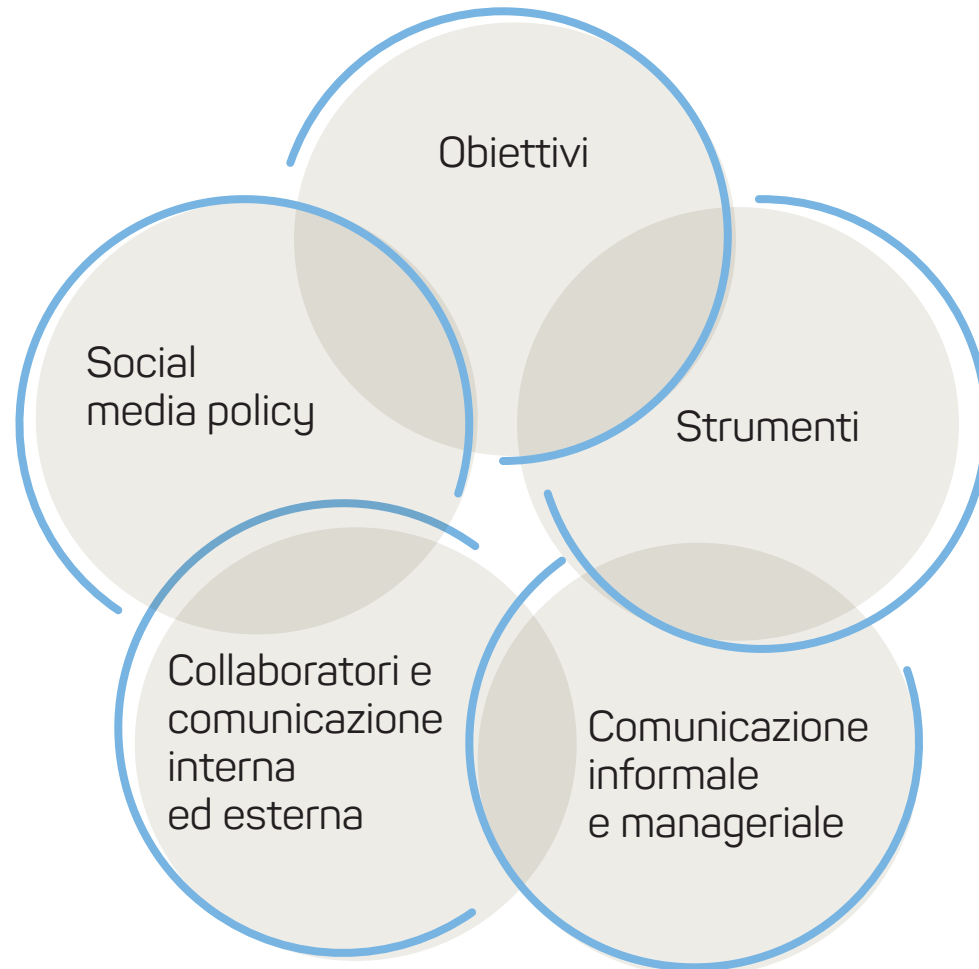 Obiettivi
Social
media policy
Strumenti
Collaboratori e
comunicazione
interna
ed esterna
Comunicazione
informale
e manageriale